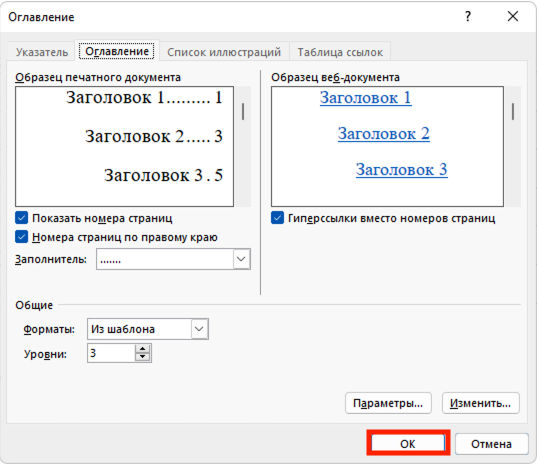 Оглавление ? ×
Указатель Оглавление Список иллюстраций Таблица ссылок
Образец печатного документа
Заголовок 1......... 1
Заголовок 2..... 3
Заголовок 3 . 5
Показать номера страниц
Номера страниц по правому краю
Заполнитель: .......
Образец веб-документа
Заголовок 1
Заголовок 2
Заголовок 3
Гиперссылки вместо номеров страниц
Общие
Форматы: Из шаблона
Уровни: 3
Параметры... Изменить...
ОК Отмена